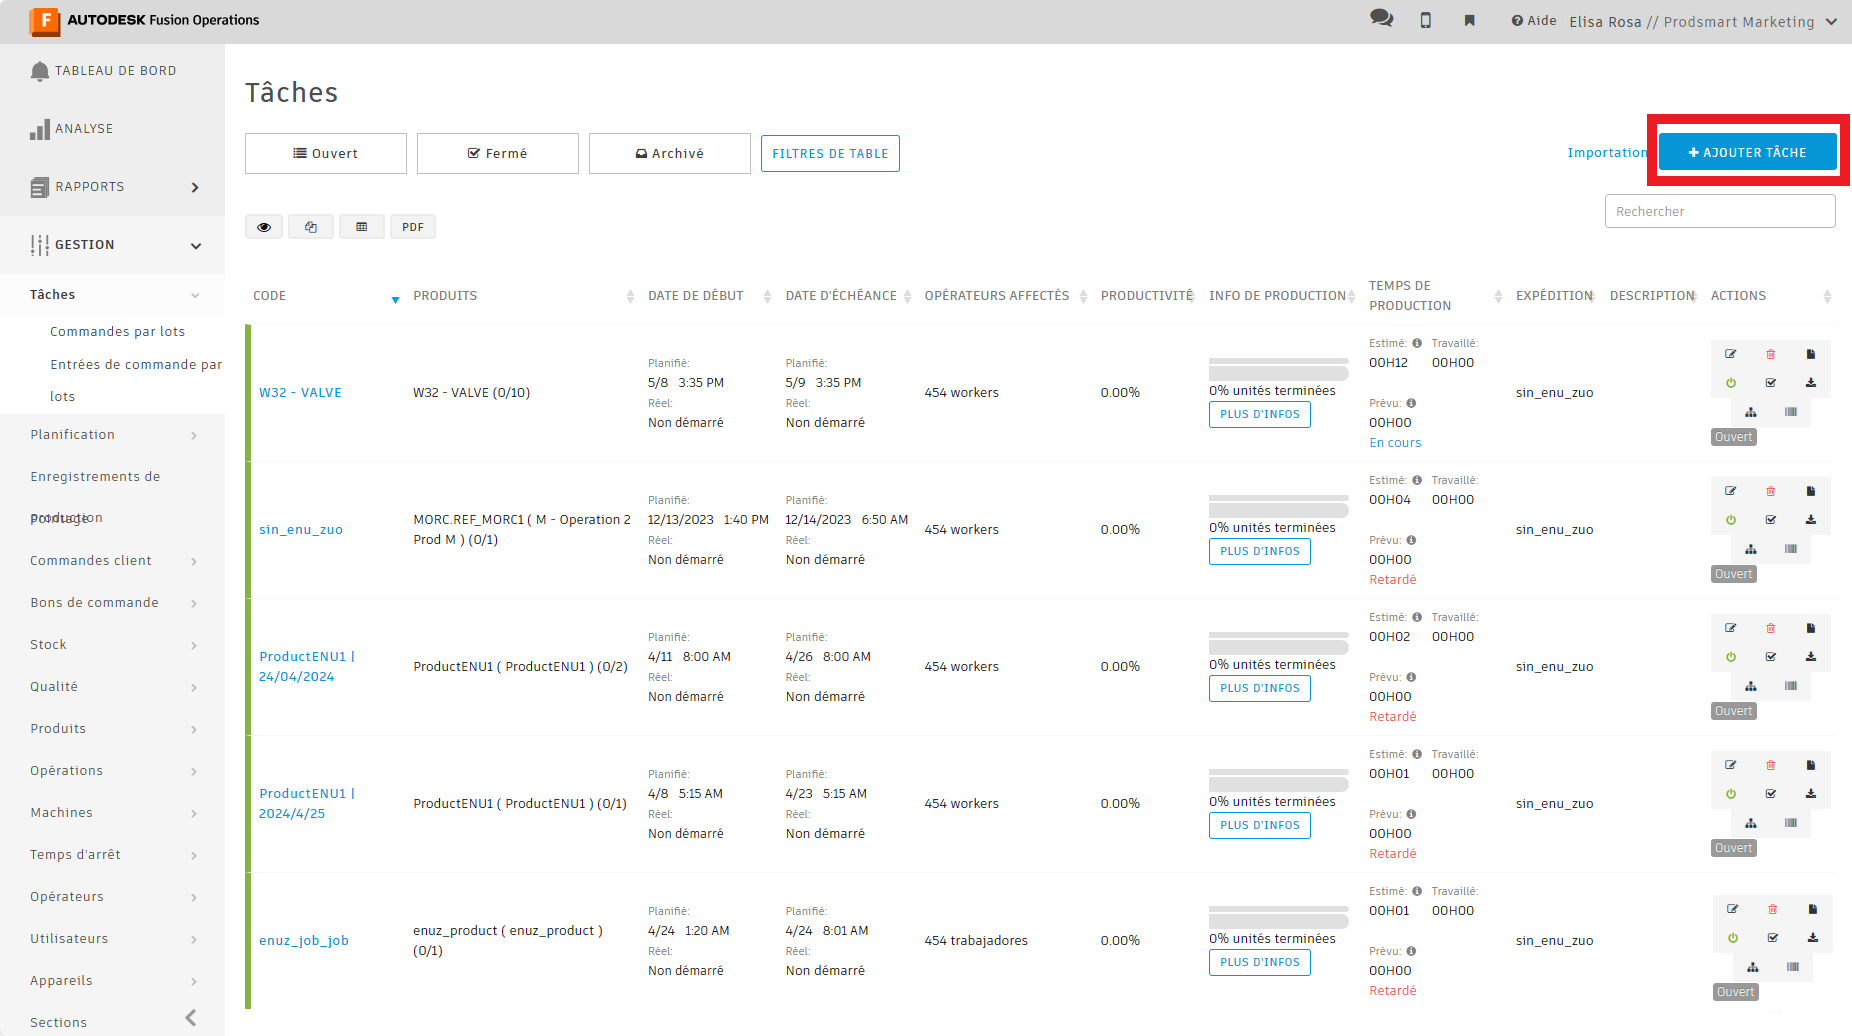 AUTODESK Fusion Operations
Aide
Elisa Rosa // Prodsmart Marketing
TABLEAU DE BORD
ANALYSE
RAPPORTS
GESTION
Tâches
Commandes par lots
Entrées de commande par
lots
Planification
Enregistrements de
production
Pointage
Commandes client
Bons de commande
Stock
Qualité
Produits
Opérations
Machines
Temps d'arrêt
Opérateurs
Utilisateurs
Appareils
Sections
Tâches
Ouvert
Fermé
Archivé
FILTRES DE TABLE
Importation
+ AJOUTER TÂCHE
Rechercher
PDF
CODE
PRODUITS
DATE DE DÉBUT
DATE D'ÉCHÉANCE
OPÉRATEURS AFFECTÉS
PRODUCTIVITÉ
INFO DE PRODUCTION
TEMPS DE
PRODUCTION
EXPÉDITION
DESCRIPTION
ACTIONS
W32 - VALVE
W32 - VALVE (0/10)
Planifié:
5/8 3:35 PM
Réel:
Non démarré
Planifié:
5/9 3:35 PM
Réel:
Non démarré
454 workers
0.00%
0% unités terminées
PLUS D'INFOS
Estimé: Travaillé:
00H12 00H00
Prévu:
00H00
En cours
sin_enu_zuo
Ouvert
sin_enu_zuo
MORC.REF_MORC1 ( M - Operation 2
Prod M ) (0/1)
Planifié:
12/13/2023 1:40 PM
Réel:
Non démarré
Planifié:
12/14/2023 6:50 AM
Réel:
Non démarré
454 workers
0.00%
0% unités terminées
PLUS D'INFOS
Estimé: Travaillé:
00H04 00H00
Prévu:
00H00
Retardé
sin_enu_zuo
Ouvert
ProductENU1 |
24/04/2024
ProductENU1 ( ProductENU1 ) (0/2)
Planifié:
4/11 8:00 AM
Réel:
Non démarré
Planifié:
4/26 8:00 AM
Réel:
Non démarré
454 workers
0.00%
0% unités terminées
PLUS D'INFOS
Estimé: Travaillé:
00H02 00H00
Prévu:
00H00
Retardé
sin_enu_zuo
Ouvert
ProductENU1 |
2024/4/25
ProductENU1 ( ProductENU1 ) (0/1)
Planifié:
4/8 5:15 AM
Réel:
Non démarré
Planifié:
4/23 5:15 AM
Réel:
Non démarré
454 workers
0.00%
0% unités terminées
PLUS D'INFOS
Estimé: Travaillé:
00H01 00H00
Prévu:
00H00
Retardé
sin_enu_zuo
Ouvert
enuz_job_job
enuz_product ( enuz_product )
(0/1)
Planifié:
4/24 1:20 AM
Réel:
Non démarré
Planifié:
4/24 8:01 AM
Réel:
Non démarré
454 trabajadores
0.00%
0% unités terminées
PLUS D'INFOS
Estimé: Travaillé:
00H01 00H00
Prévu:
00H00
Retardé
sin_enu_zuo
Ouvert